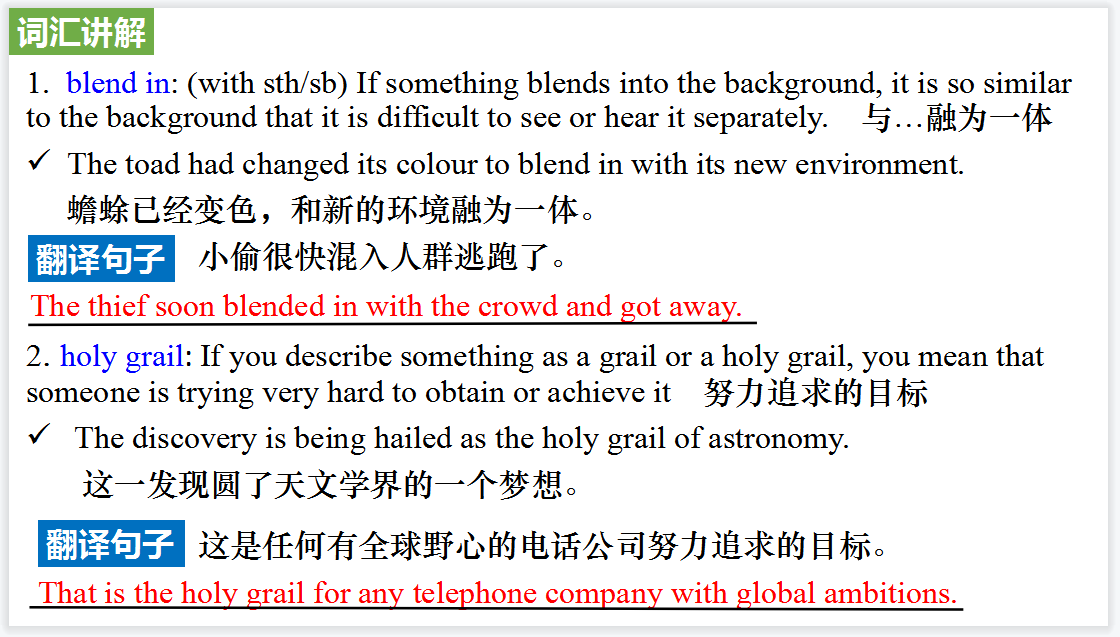 词汇讲解
1. blend in: (with sth/sb) If something blends into the background, it is so similar
to the background that it is difficult to see or hear it separately. 与…融为一体
✓ The toad had changed its colour to blend in with its new environment.
蟾蜍已经变色，和新的环境融为一体。
翻译句子 小偷很快混入人群逃跑了。
The thief soon blended in with the crowd and got away.
2. holy grail: If you describe something as a grail or a holy grail, you mean that
someone is trying very hard to obtain or achieve it 努力追求的目标
✓ The discovery is being hailed as the holy grail of astronomy.
这一发现圆了天文学界的一个梦想。
翻译句子 这是任何有全球野心的电话公司努力追求的目标。
That is the holy grail for any telephone company with global ambitions.